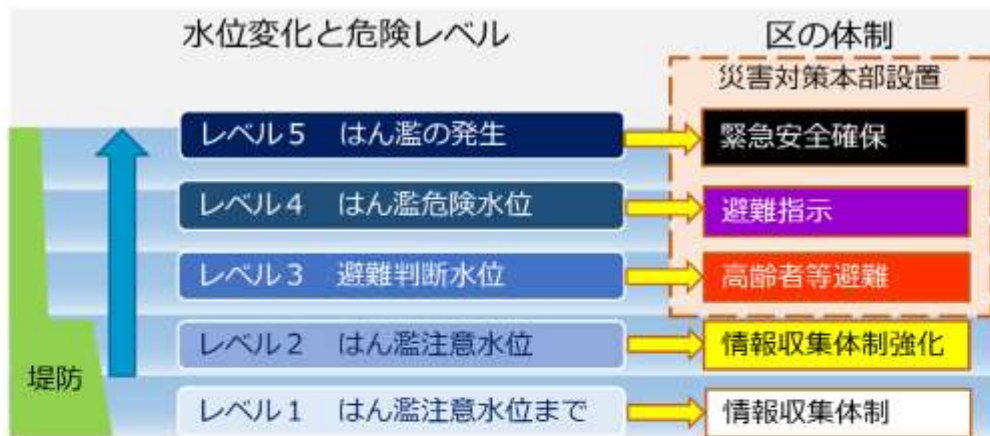 水位変化と危険レベル
区の体制
災害対策本部設置
レベル5 はん濫の発生
緊急安全確保
レベル4 はん濫危険水位
避難指示
レベル3 避難判断水位
高齢者等避難
レベル2 はん濫注意水位
情報収集体制強化
堤防
レベル1 はん濫注意水位まで
情報収集体制